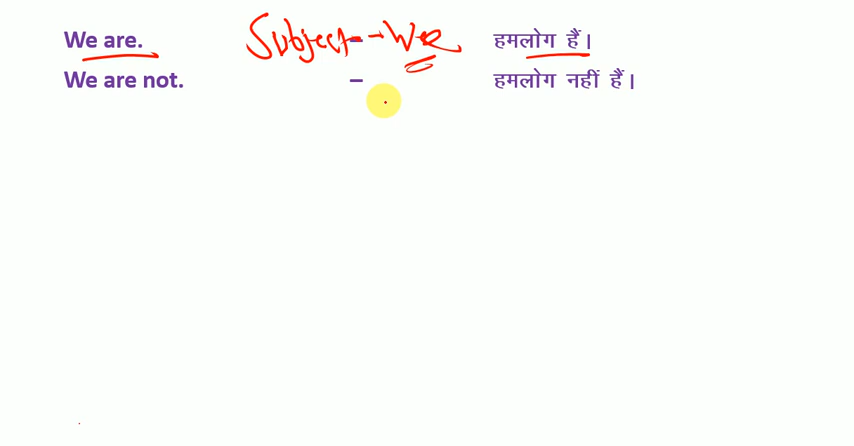 We are. Subject - → We हमलोग हैं।
We are not. - हमलोग नहीं हैं।